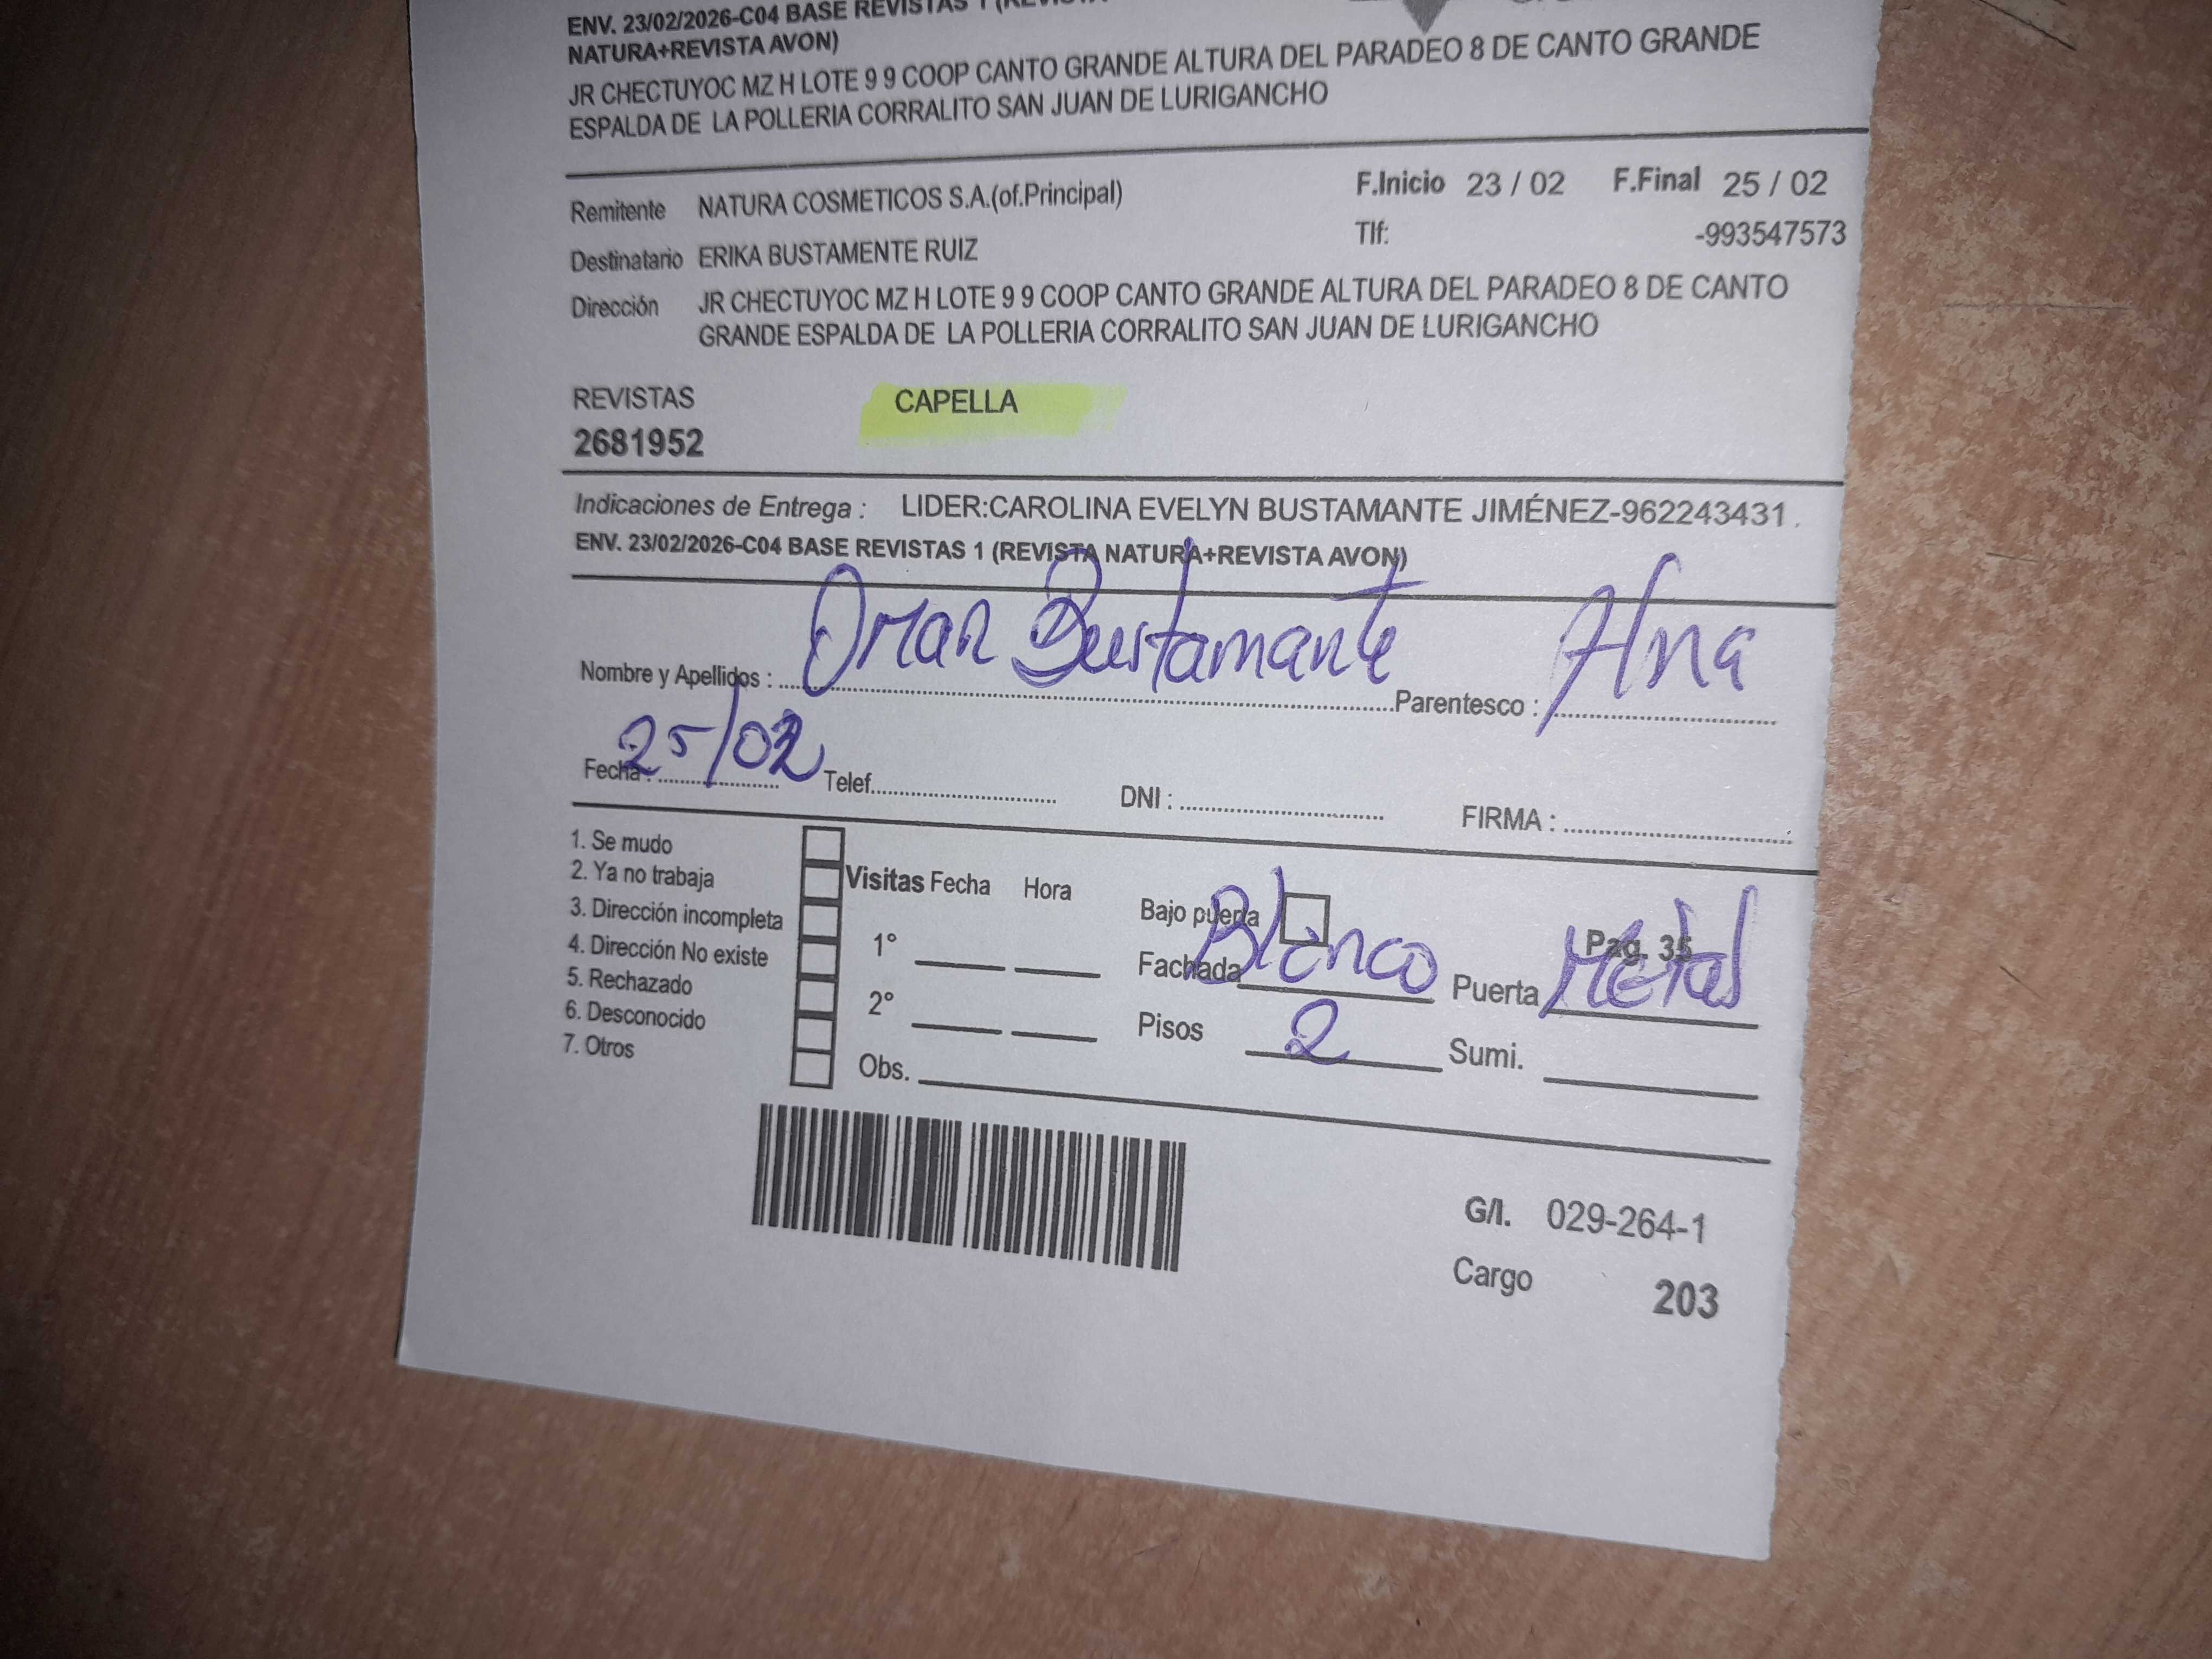 ENV. 23/02/2026-C04 BASE REVISTAS 1
NATURA+REVISTA AVON)
JR CHECTUYOC MZ H LOTE 9 9 COOP CANTO GRANDE ALTURA DEL PARADEO 8 DE CANTO GRANDE
ESPALDA DE LA POLLERIA CORRALITO SAN JUAN DE LURIGANCHO
Remitente NATURA COSMETICOS S.A.(of.Principal) F.Inicio 23 / 02 F.Final 25 / 02
Destinatario ERIKA BUSTAMENTE RUIZ Tlf: -993547573
Dirección JR CHECTUYOC MZ H LOTE 9 9 COOP CANTO GRANDE ALTURA DEL PARADEO 8 DE CANTO
GRANDE ESPALDA DE LA POLLERIA CORRALITO SAN JUAN DE LURIGANCHO
REVISTAS CAPELLA
2681952
Indicaciones de Entrega : LIDER:CAROLINA EVELYN BUSTAMANTE JIMÉNEZ-962243431.
ENV. 23/02/2026-C04 BASE REVISTAS 1 (REVISTA NATURA+REVISTA AVON)
Nombre y Apellidos : Omar Bustamante Parentesco :
Fecha : 25/02 Telef. DNI : FIRMA :
1. Se mudo
2. Ya no trabaja
3. Dirección incompleta
4. Dirección No existe
5. Rechazado
6. Desconocido
7. Otros
Visitas Fecha Hora
1°
2°
Obs.
Bajo puerta Pag. 35
Fachada Blanco Puerta Metal
Pisos 2 Sumi.
G/I. 029-264-1
Cargo 203